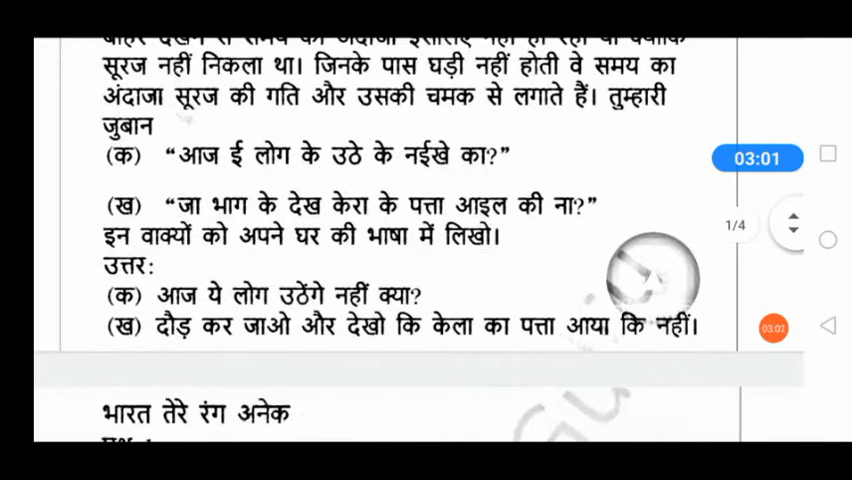 सूरज नहीं निकला था। जिनके पास घड़ी नहीं होती वे समय का
अंदाजा सूरज की गति और उसकी चमक से लगाते हैं। तुम्हारी
जुबान
(क) “आज ई लोग के उठे के नईखे का?”
03:01
(ख) “जा भाग के देख केरा के पत्ता आइल की ना?”
1/4
इन वाक्यों को अपने घर की भाषा में लिखो।
उत्तर:
(क) आज ये लोग उठेंगे नहीं क्या?
(ख) दौड़ कर जाओ और देखो कि केला का पत्ता आया कि नहीं।
03:02
भारत तेरे रंग अनेक